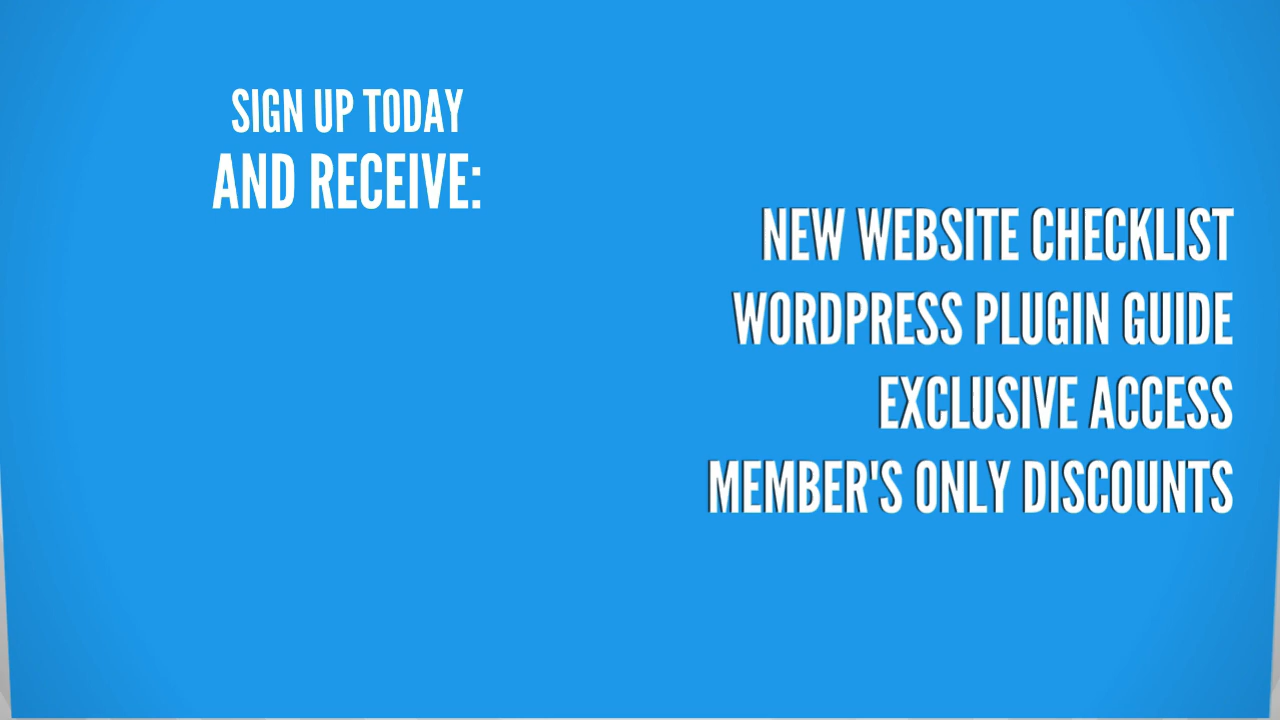 SIGN UP TODAY
AND RECEIVE:
NEW WEBSITE CHECKLIST
WORDPRESS PLUGIN GUIDE
EXCLUSIVE ACCESS
MEMBER'S ONLY DISCOUNTS